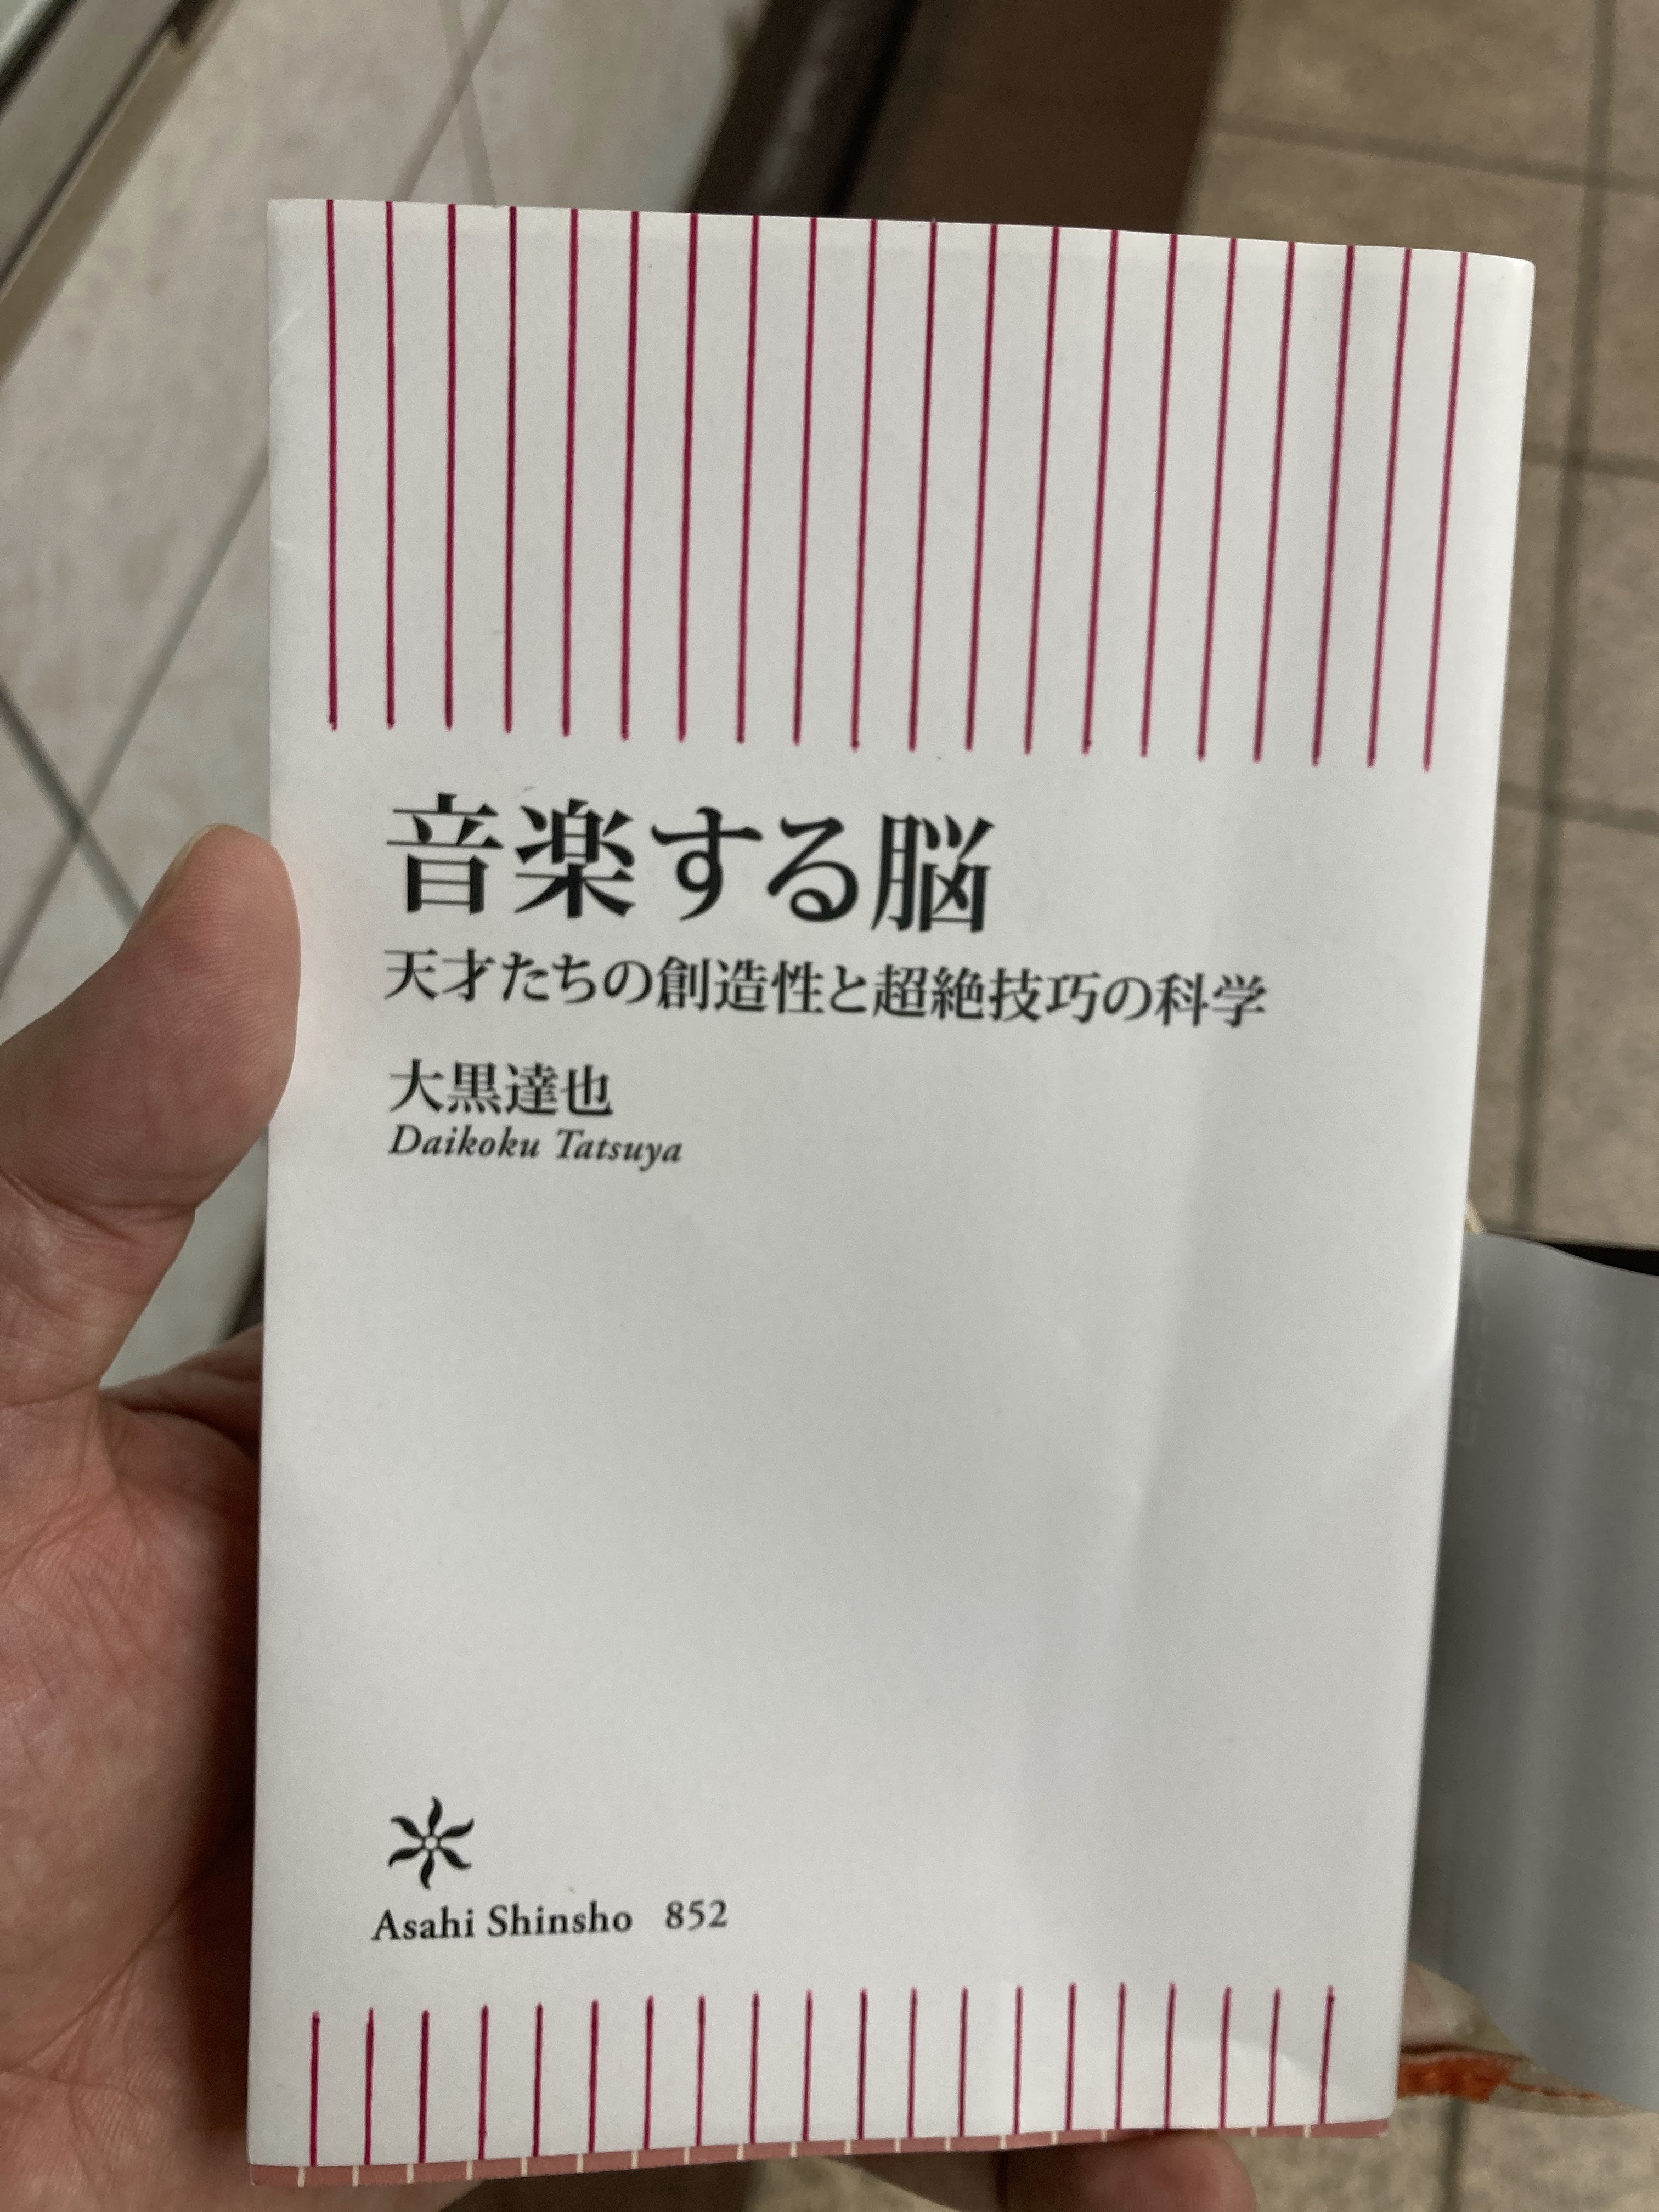 音楽する脳
天才たちの創造性と超絶技巧の科学
大黒達也
Daikoku Tatsuya
Asahi Shinsho 852